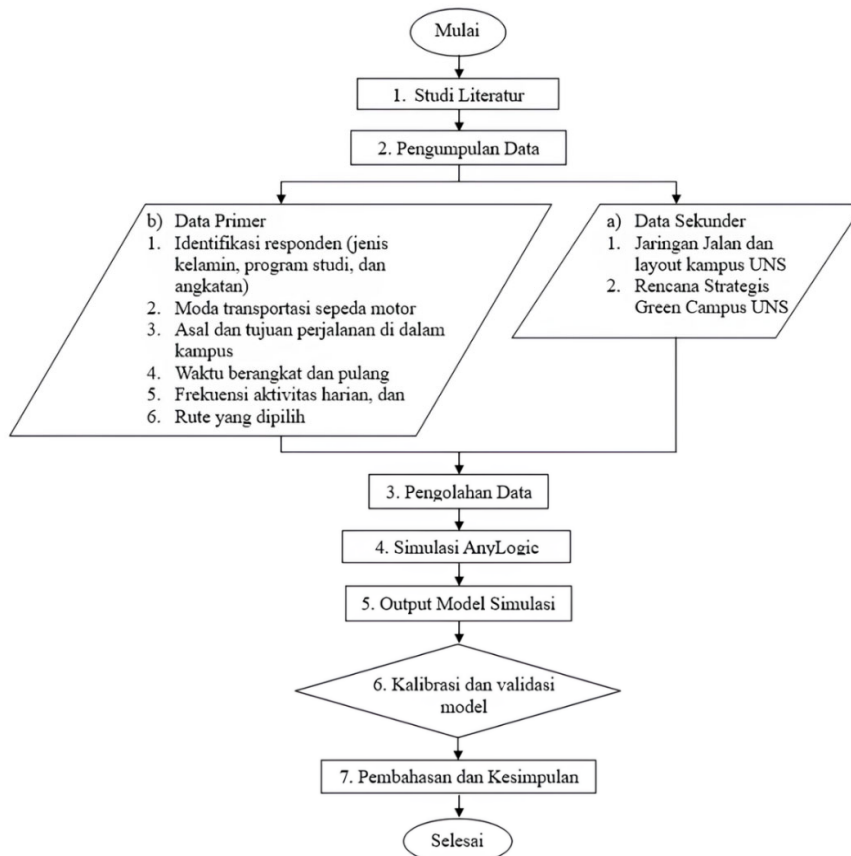 Mulai
1. Studi Literatur
2. Pengumpulan Data
b) Data Primer
1. Identifikasi responden (jenis
kelamin, program studi, dan
angkatan)
2. Moda transportasi sepeda motor
3. Asal dan tujuan perjalanan di dalam
kampus
4. Waktu berangkat dan pulang
5. Frekuensi aktivitas harian, dan
6. Rute yang dipilih
a) Data Sekunder
1. Jaringan Jalan dan
layout kampus UNS
2. Rencana Strategis
Green Campus UNS
3. Pengolahan Data
4. Simulasi AnyLogic
5. Output Model Simulasi
6. Kalibrasi dan validasi
model
7. Pembahasan dan Kesimpulan
Selesai